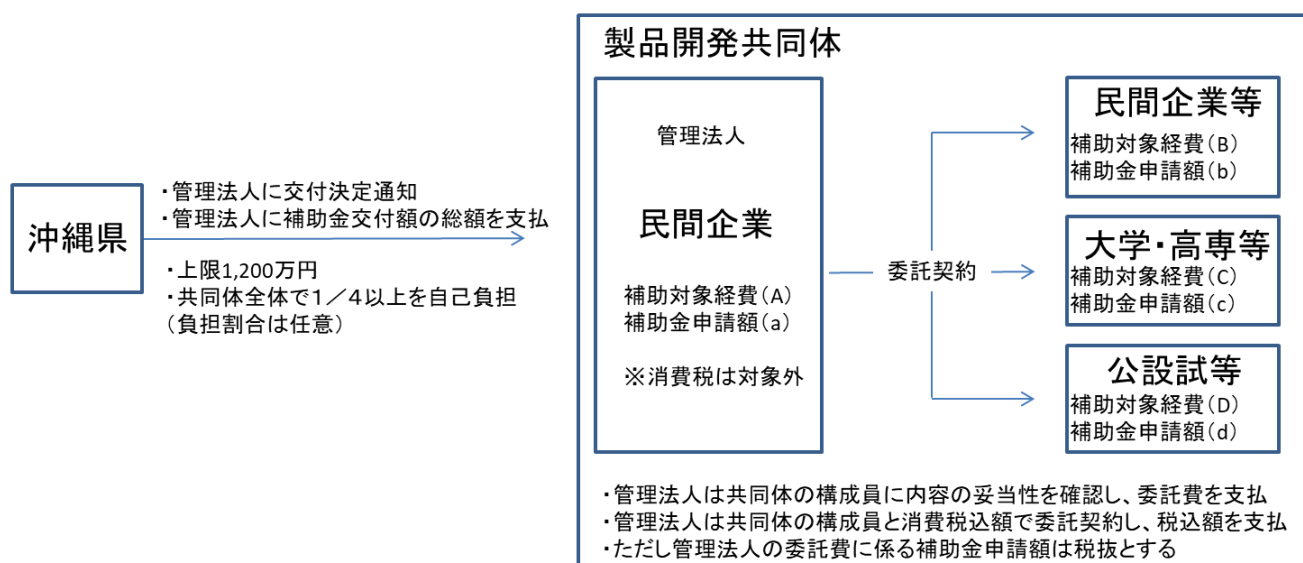 沖縄県
・管理法人に交付決定通知
・管理法人に補助金交付額の総額を支払
・上限1,200万円
・共同体全体で１／４以上を自己負担
（負担割合は任意）
製品開発共同体
管理法人
民間企業
補助対象経費（A）
補助金申請額（a）
※消費税は対象外
委託契約
民間企業等
補助対象経費（B）
補助金申請額（b）
大学・高専等
補助対象経費（C）
補助金申請額（c）
公設試等
補助対象経費（D）
補助金申請額（d）
・管理法人は共同体の構成員に内容の妥当性を確認し、委託費を支払
・管理法人は共同体の構成員と消費税込額で委託契約し、税込額を支払
・ただし管理法人の委託費に係る補助金申請額は税抜とする